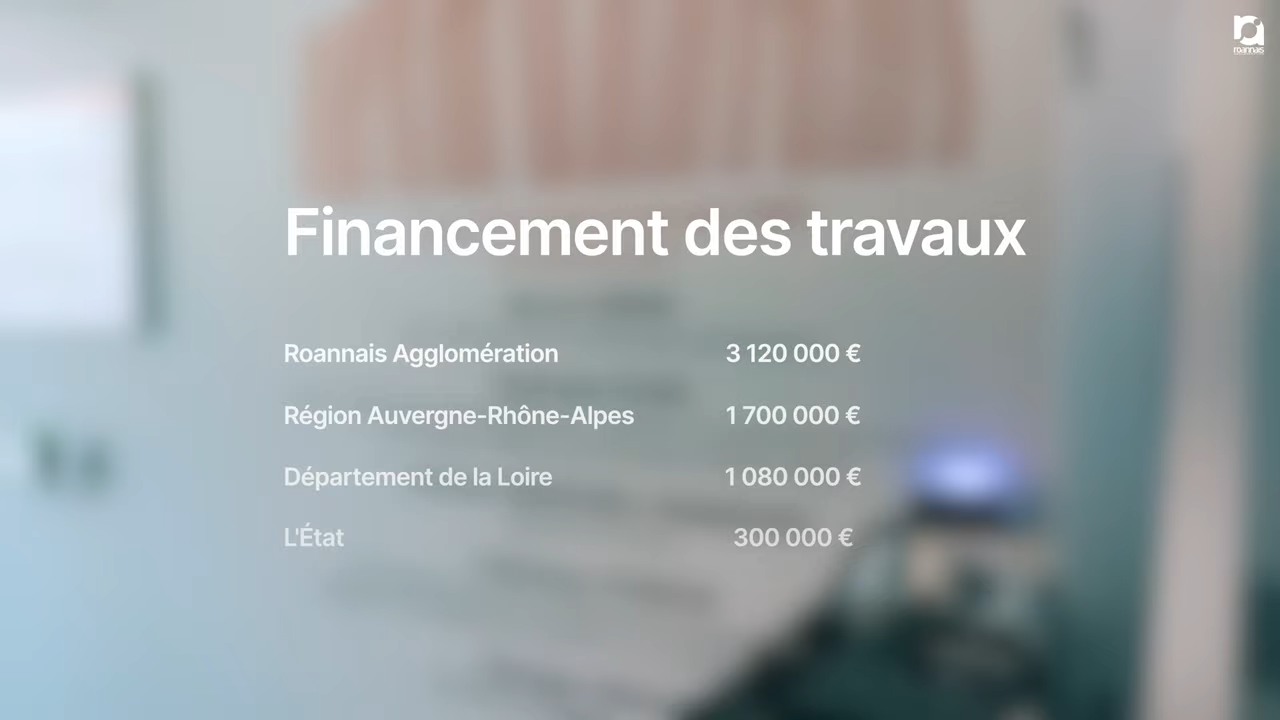 roannais
Financement des travaux
Roannais Agglomération 3 120 000 €
Région Auvergne-Rhône-Alpes 1 700 000 €
Département de la Loire 1 080 000 €
L'État 300 000 €